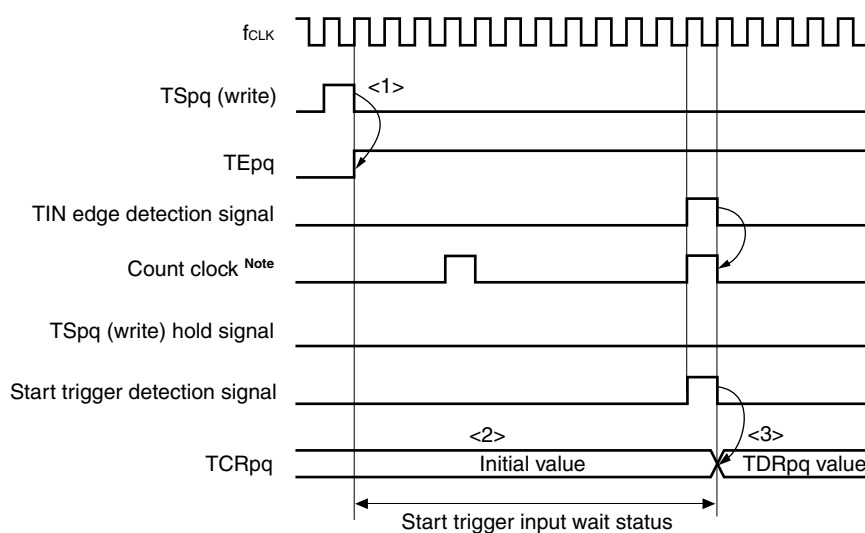 fCLK
TSpq (write)
<1>
TEpq
TIN edge detection signal
Count clock Note
TSpq (write) hold signal
Start trigger detection signal
<2>
<3>
TCRpq
Initial value
TDRpq value
Start trigger input wait status